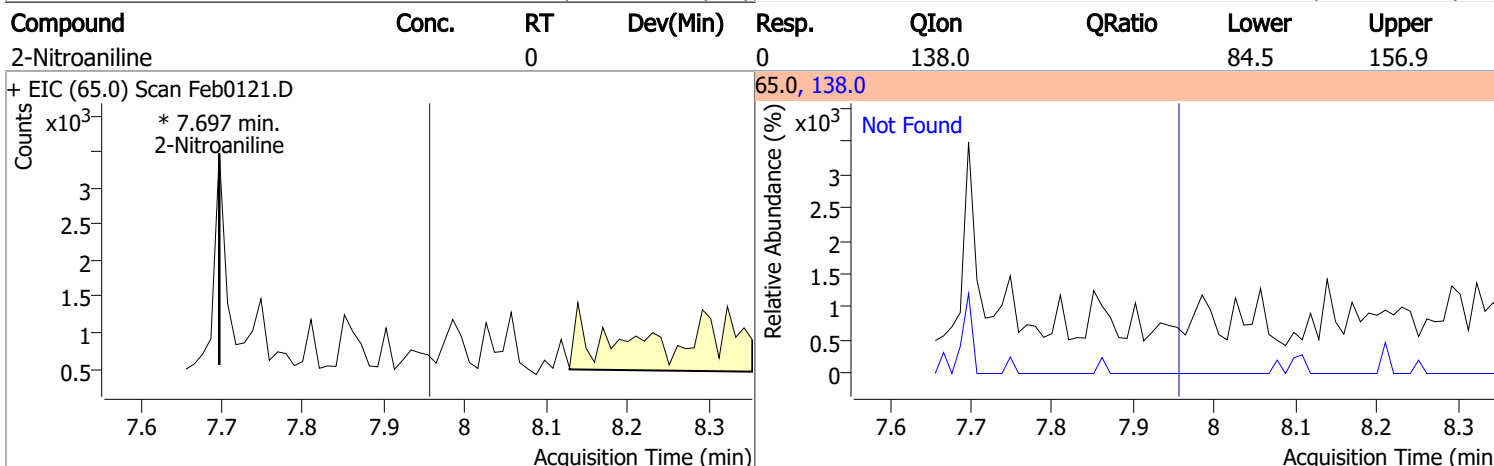 Compound Conc. RT Dev(Min) Resp. QIon QRatio Lower Upper
2-Nitroaniline 0 0 138.0 84.5 156.9
+ EIC (65.0) Scan Feb0121.D
Counts
x10³
* 7.697 min.
2-Nitroaniline
3
2.5
2
1.5
1
0.5
7.6 7.7 7.8 7.9 8 8.1 8.2 8.3
Acquisition Time (min)
65.0, 138.0
Relative Abundance (%)
x10³
Not Found
3
2.5
2
1.5
1
0.5
0
7.6 7.7 7.8 7.9 8 8.1 8.2 8.3
Acquisition Time (min)